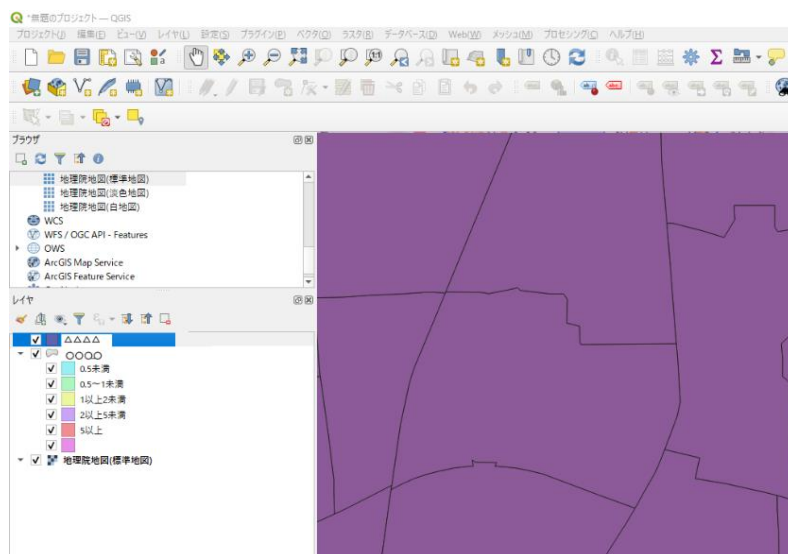 *無題のプロジェクト — QGIS
プロジェクト(J) 編集(E) ビュー(V) レイヤ(L) 設定(S) プラグイン(P) ベクタ(O) ラスタ(R) データベース(D) Web(W) メッシュ(M) プロセシング(C) ヘルプ(H)
ブラウザ
地理院地図(標準地図)
地理院地図(淡色地図)
地理院地図(白地図)
WCS
WFS / OGC API - Features
OWS
ArcGIS Map Service
ArcGIS Feature Service
レイヤ
△△△△
○○○○
0.5未満
0.5~1未満
1以上2未満
2以上5未満
5以上
地理院地図(標準地図)